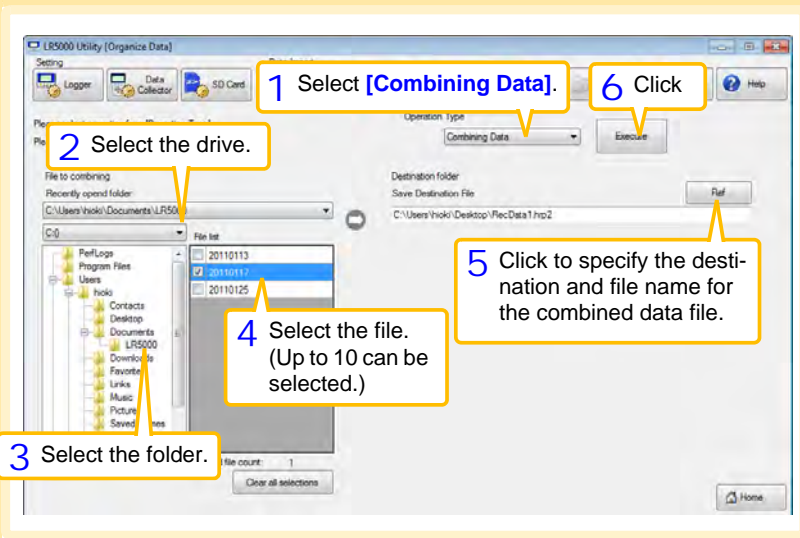 LR5000 Utility [Organize Data]
Setting
Logger
Data Collector
SD Card
Help
1 Select [Combining Data].
6 Click
Operation Type
Combining Data
Execute
2 Select the drive.
File to combining
Recently opend folder
C:\Users\hioki\Documents\LR5000
C:\
File list
Destination folder
Save Destination File
Ref
C:\Users\hioki\Desktop\RecData1.hrp2
PerfLogs
Program Files
Users
hioki
Contacts
Desktop
Documents
LR5000
Downloads
Favorite
Links
Music
Picture
Saved
20110113
20110117
20110125
5 Click to specify the desti-
nation and file name for
the combined data file.
4 Select the file.
(Up to 10 can be
selected.)
3 Select the folder.
file count: 1
Clear all selections
Home